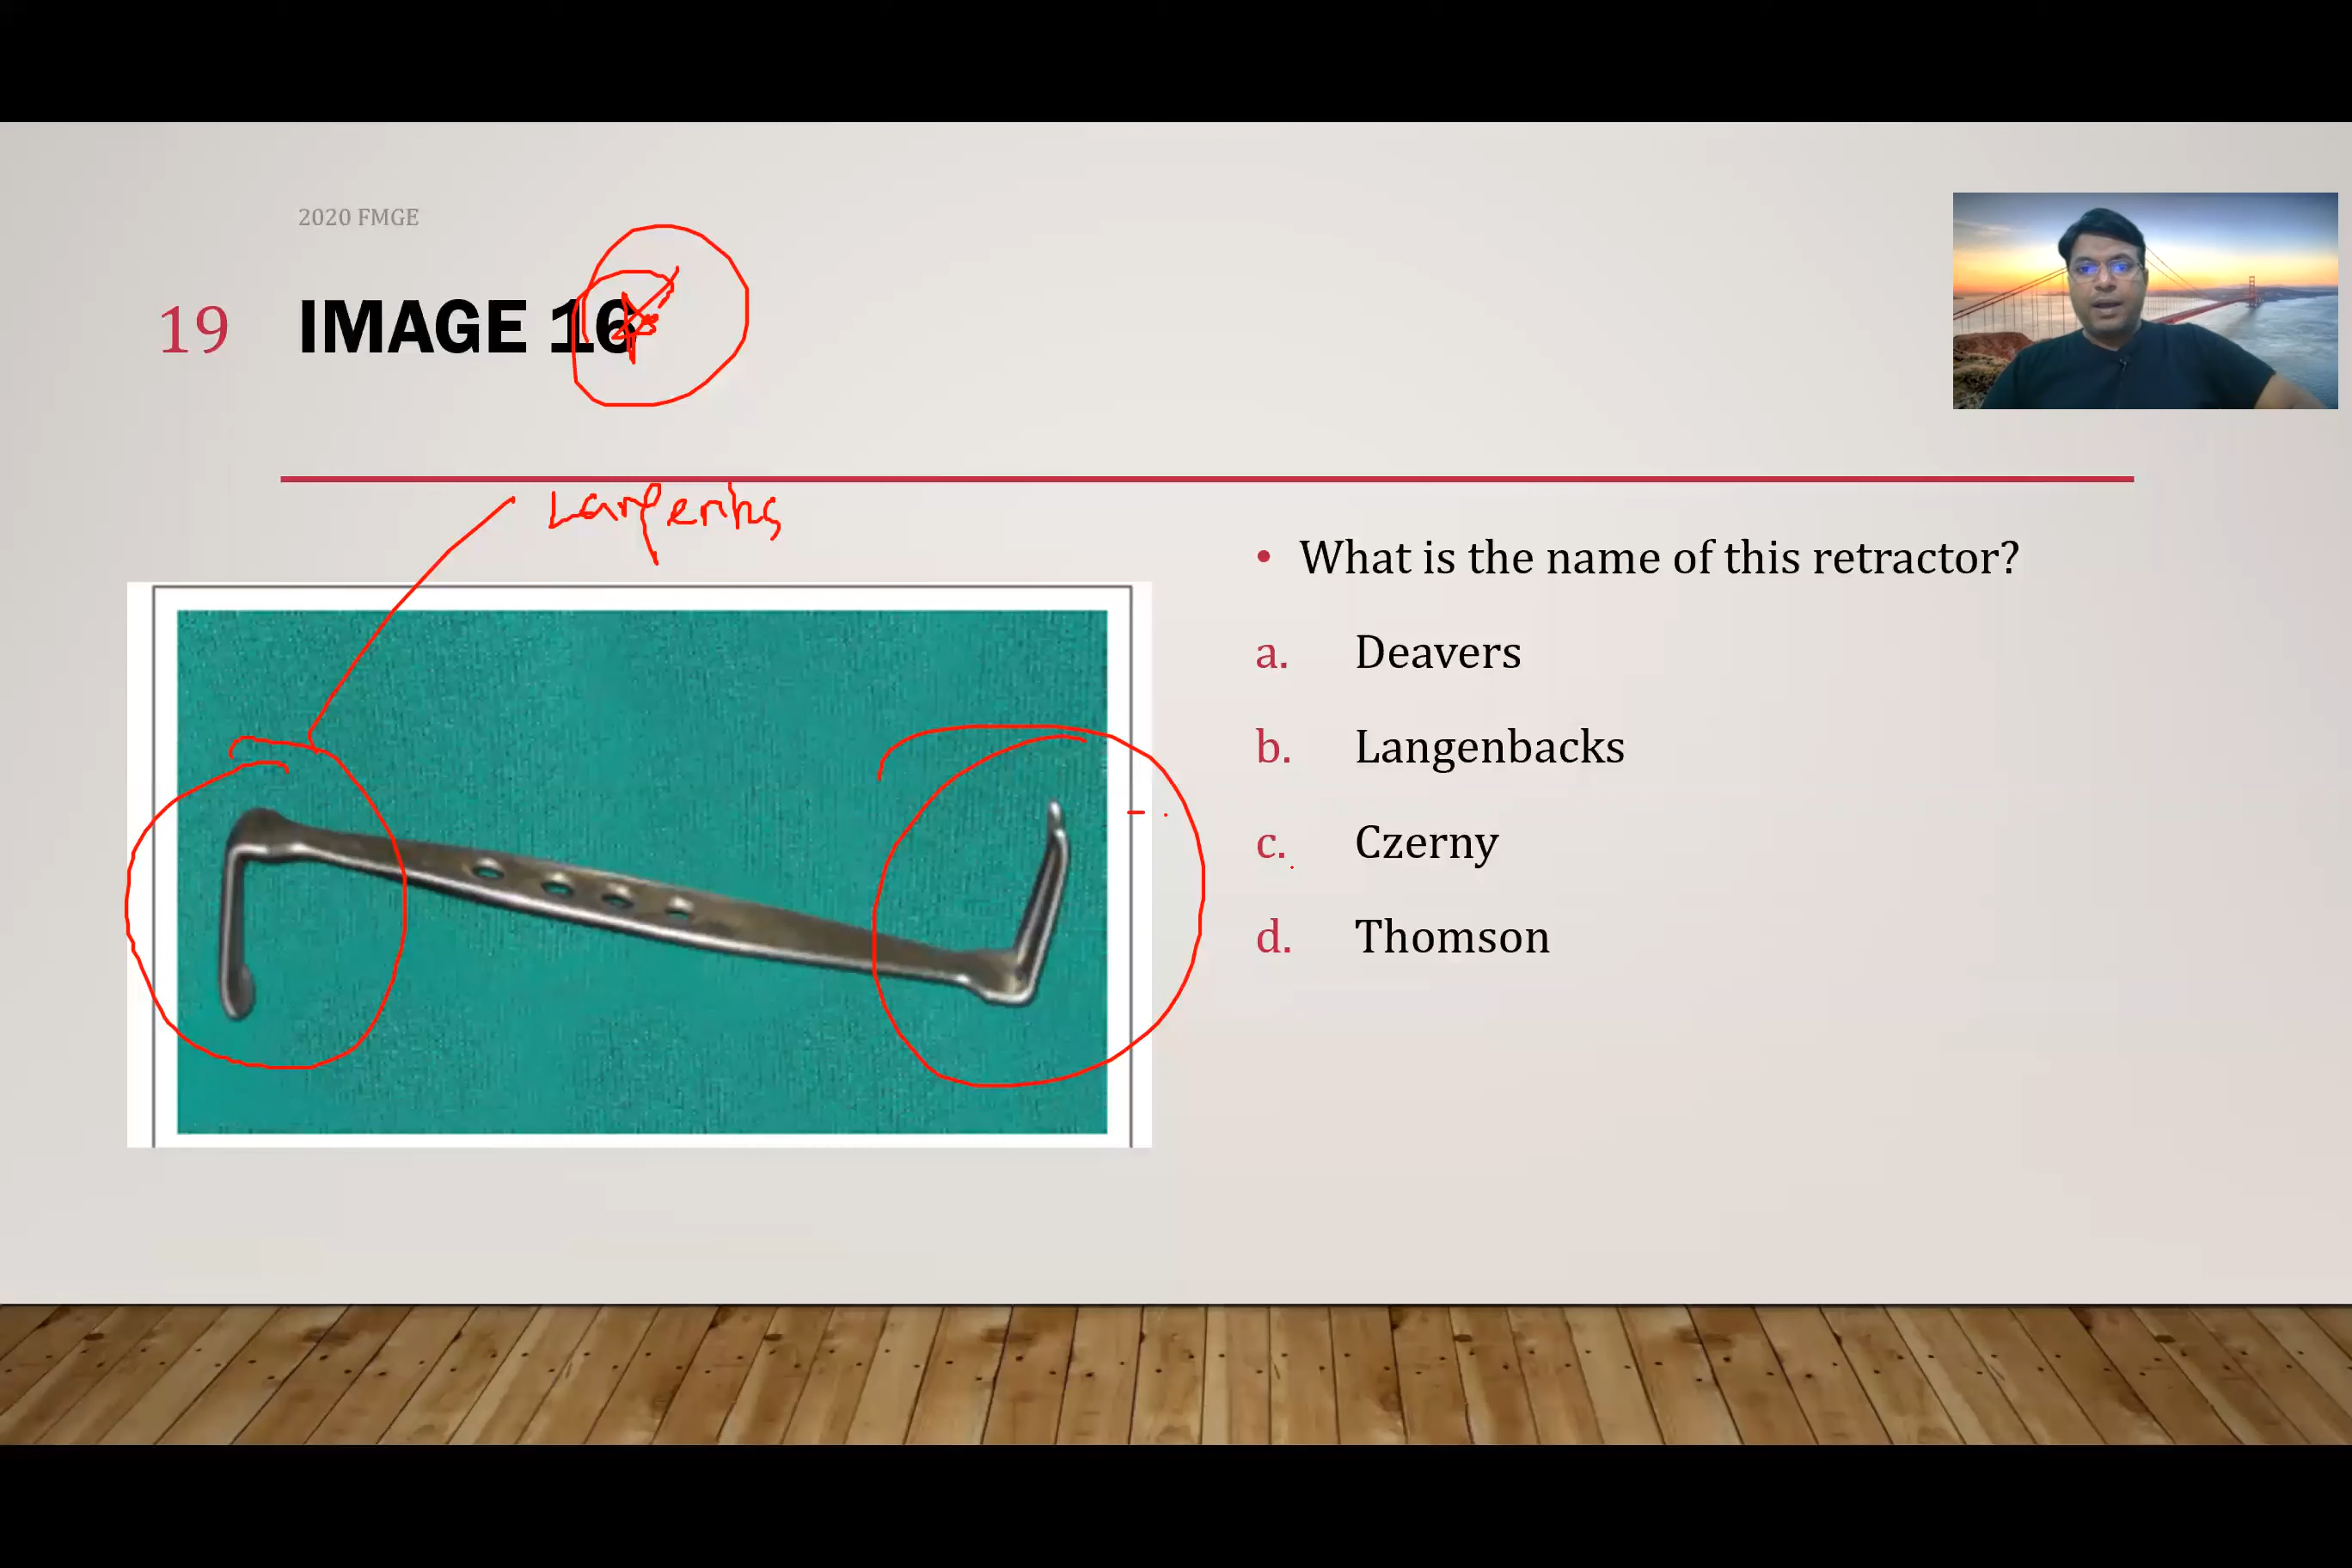 2020 FMGE
19 IMAGE 16
What is the name of this retractor?
a. Deavers
b. Langenbacks
c. Czerny
d. Thomson